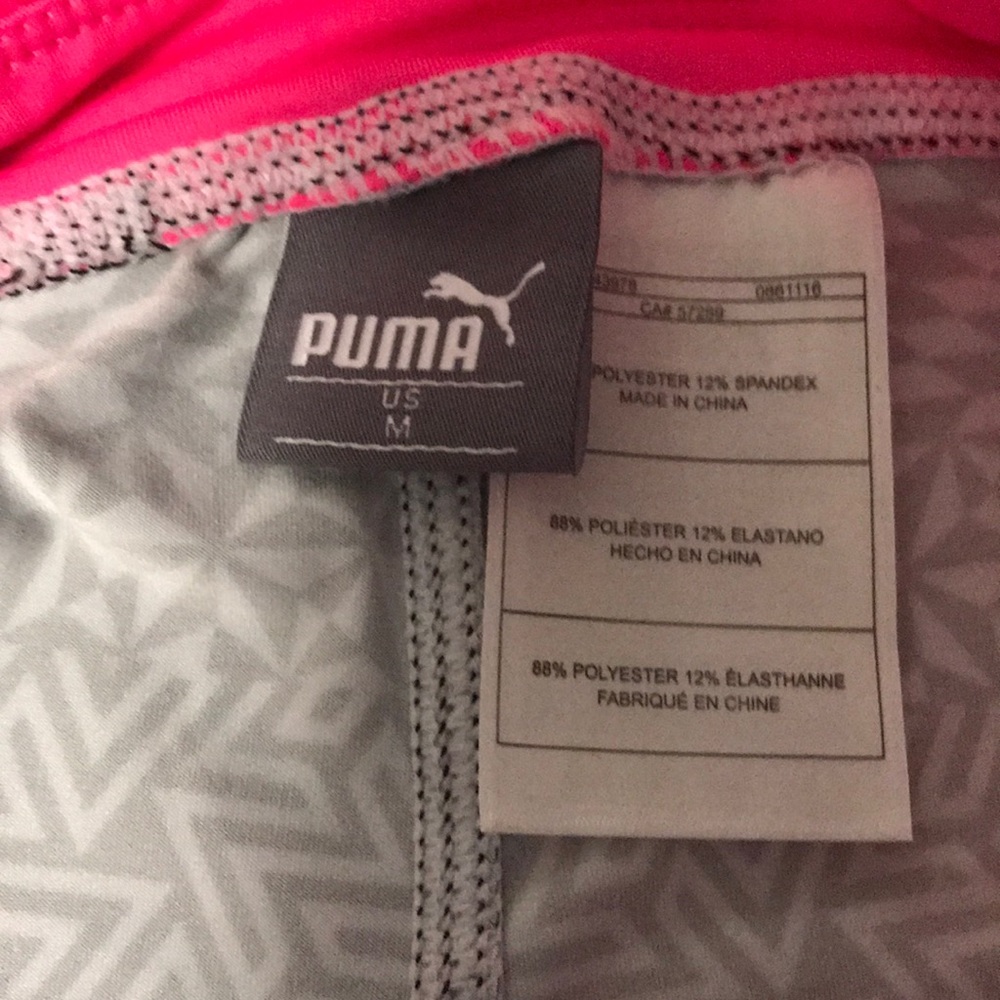 PUMA
US
M
0861116
CA# 57289
POLYESTER 12% SPANDEX
MADE IN CHINA
88% POLIÉSTER 12% ELASTANO
HECHO EN CHINA
88% POLYESTER 12% ÉLASTHANNE
FABRIQUÉ EN CHINE